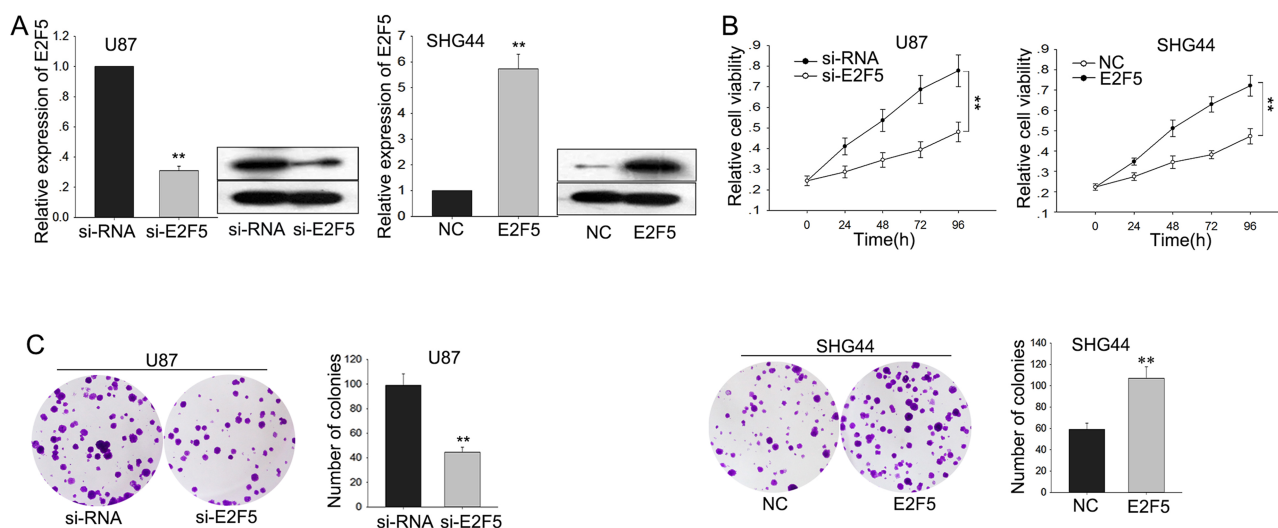 A
Relative expression of E2F5
1.2
1.0
.8
.6
.4
.2
0.0
U87
**
si-RNA
si-E2F5
si-RNA si-E2F5
Relative expression of E2F5
7
6
5
4
3
2
1
0
SHG44
**
NC
E2F5
NC
E2F5
B
Relative cell viability
.9
.8
.7
.6
.5
.4
.3
.2
.1
U87
si-RNA
si-E2F5
**
0 24 48 72 96
Time(h)
Relative cell viability
.9
.8
.7
.6
.5
.4
.3
.2
.1
SHG44
NC
E2F5
**
0 24 48 72 96
Time(h)
C
U87
si-RNA
si-E2F5
Number of colonies
120
100
80
60
40
20
0
U87
**
si-RNA si-E2F5
SHG44
NC
E2F5
Number of colonies
140
120
100
80
60
40
20
0
SHG44
**
NC
E2F5